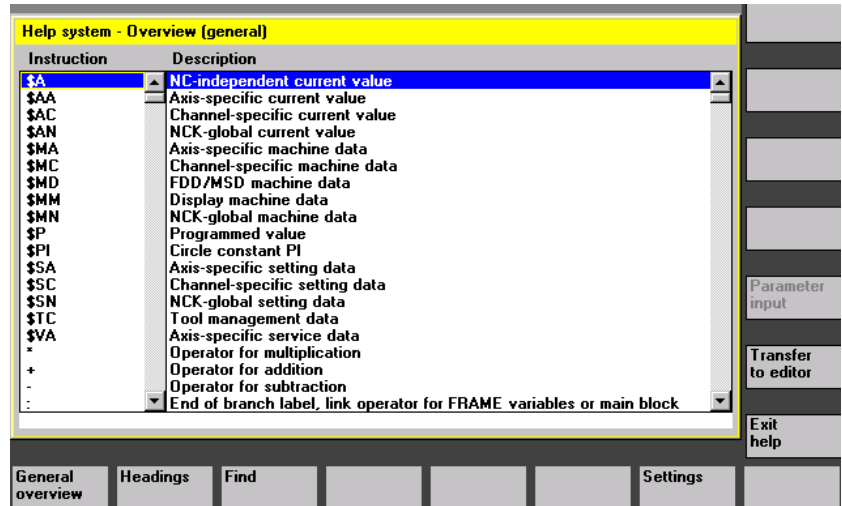 Help system - Overview (general)
Instruction Description
$A NC-independent current value
$AA Axis-specific current value
$AC Channel-specific current value
$AN NCK-global current value
$MA Axis-specific machine data
$MC Channel-specific machine data
$MD FDD/MSD machine data
$MM Display machine data
$MN NCK-global machine data
$P Programmed value
$PI Circle constant PI
$SA Axis-specific setting data
$SC Channel-specific setting data
$SN NCK-global setting data
$TC Tool management data
$VA Axis-specific service data
* Operator for multiplication
+ Operator for addition
- Operator for subtraction
: End of branch label, link operator for FRAME variables or main block
Parameter
input
Transfer
to editor
Exit
help
General
overview
Headings
Find
Settings